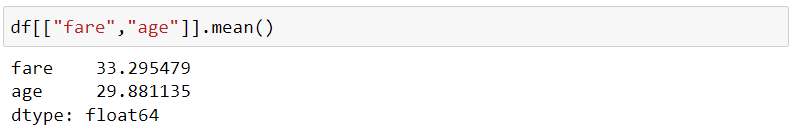 df[["fare","age"]].mean()
fare    33.295479
age     29.881135
dtype: float64